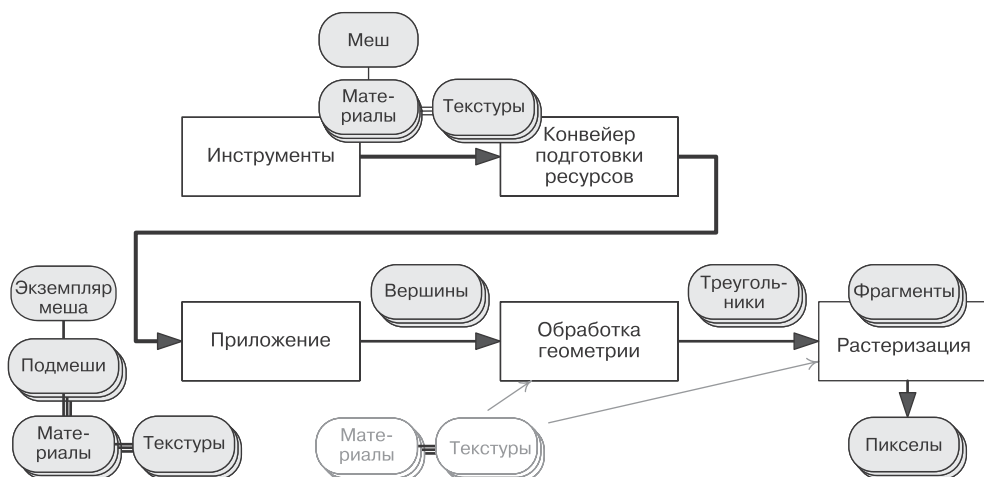 Меш
Мате-
риалы
Текстуры
Инструменты
Конвейер
подготовки
ресурсов
Экземпляр
меша
Вершины
Треуголь-
ники
Фрагменты
Приложение
Обработка
геометрии
Растеризация
Подмеши
Мате-
риалы
Текстуры
Мате-
риалы
Текстуры
Пикселы